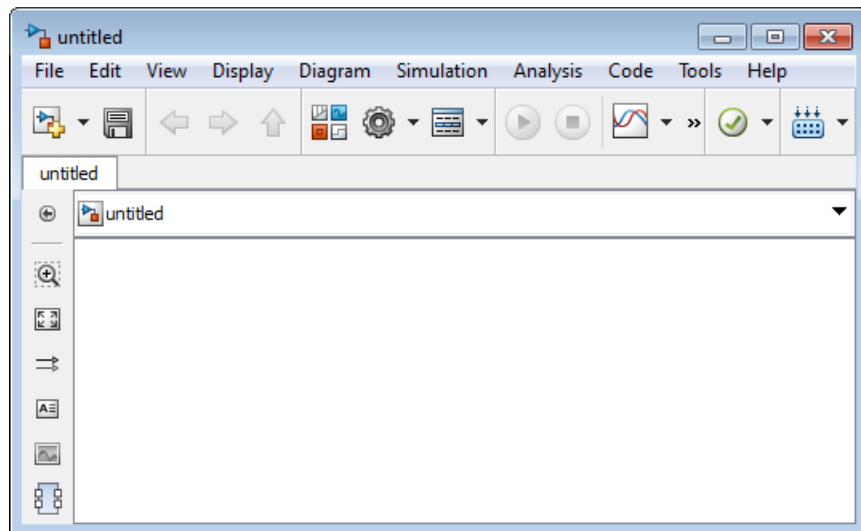 untitled
File Edit View Display Diagram Simulation Analysis Code Tools Help
untitled
untitled